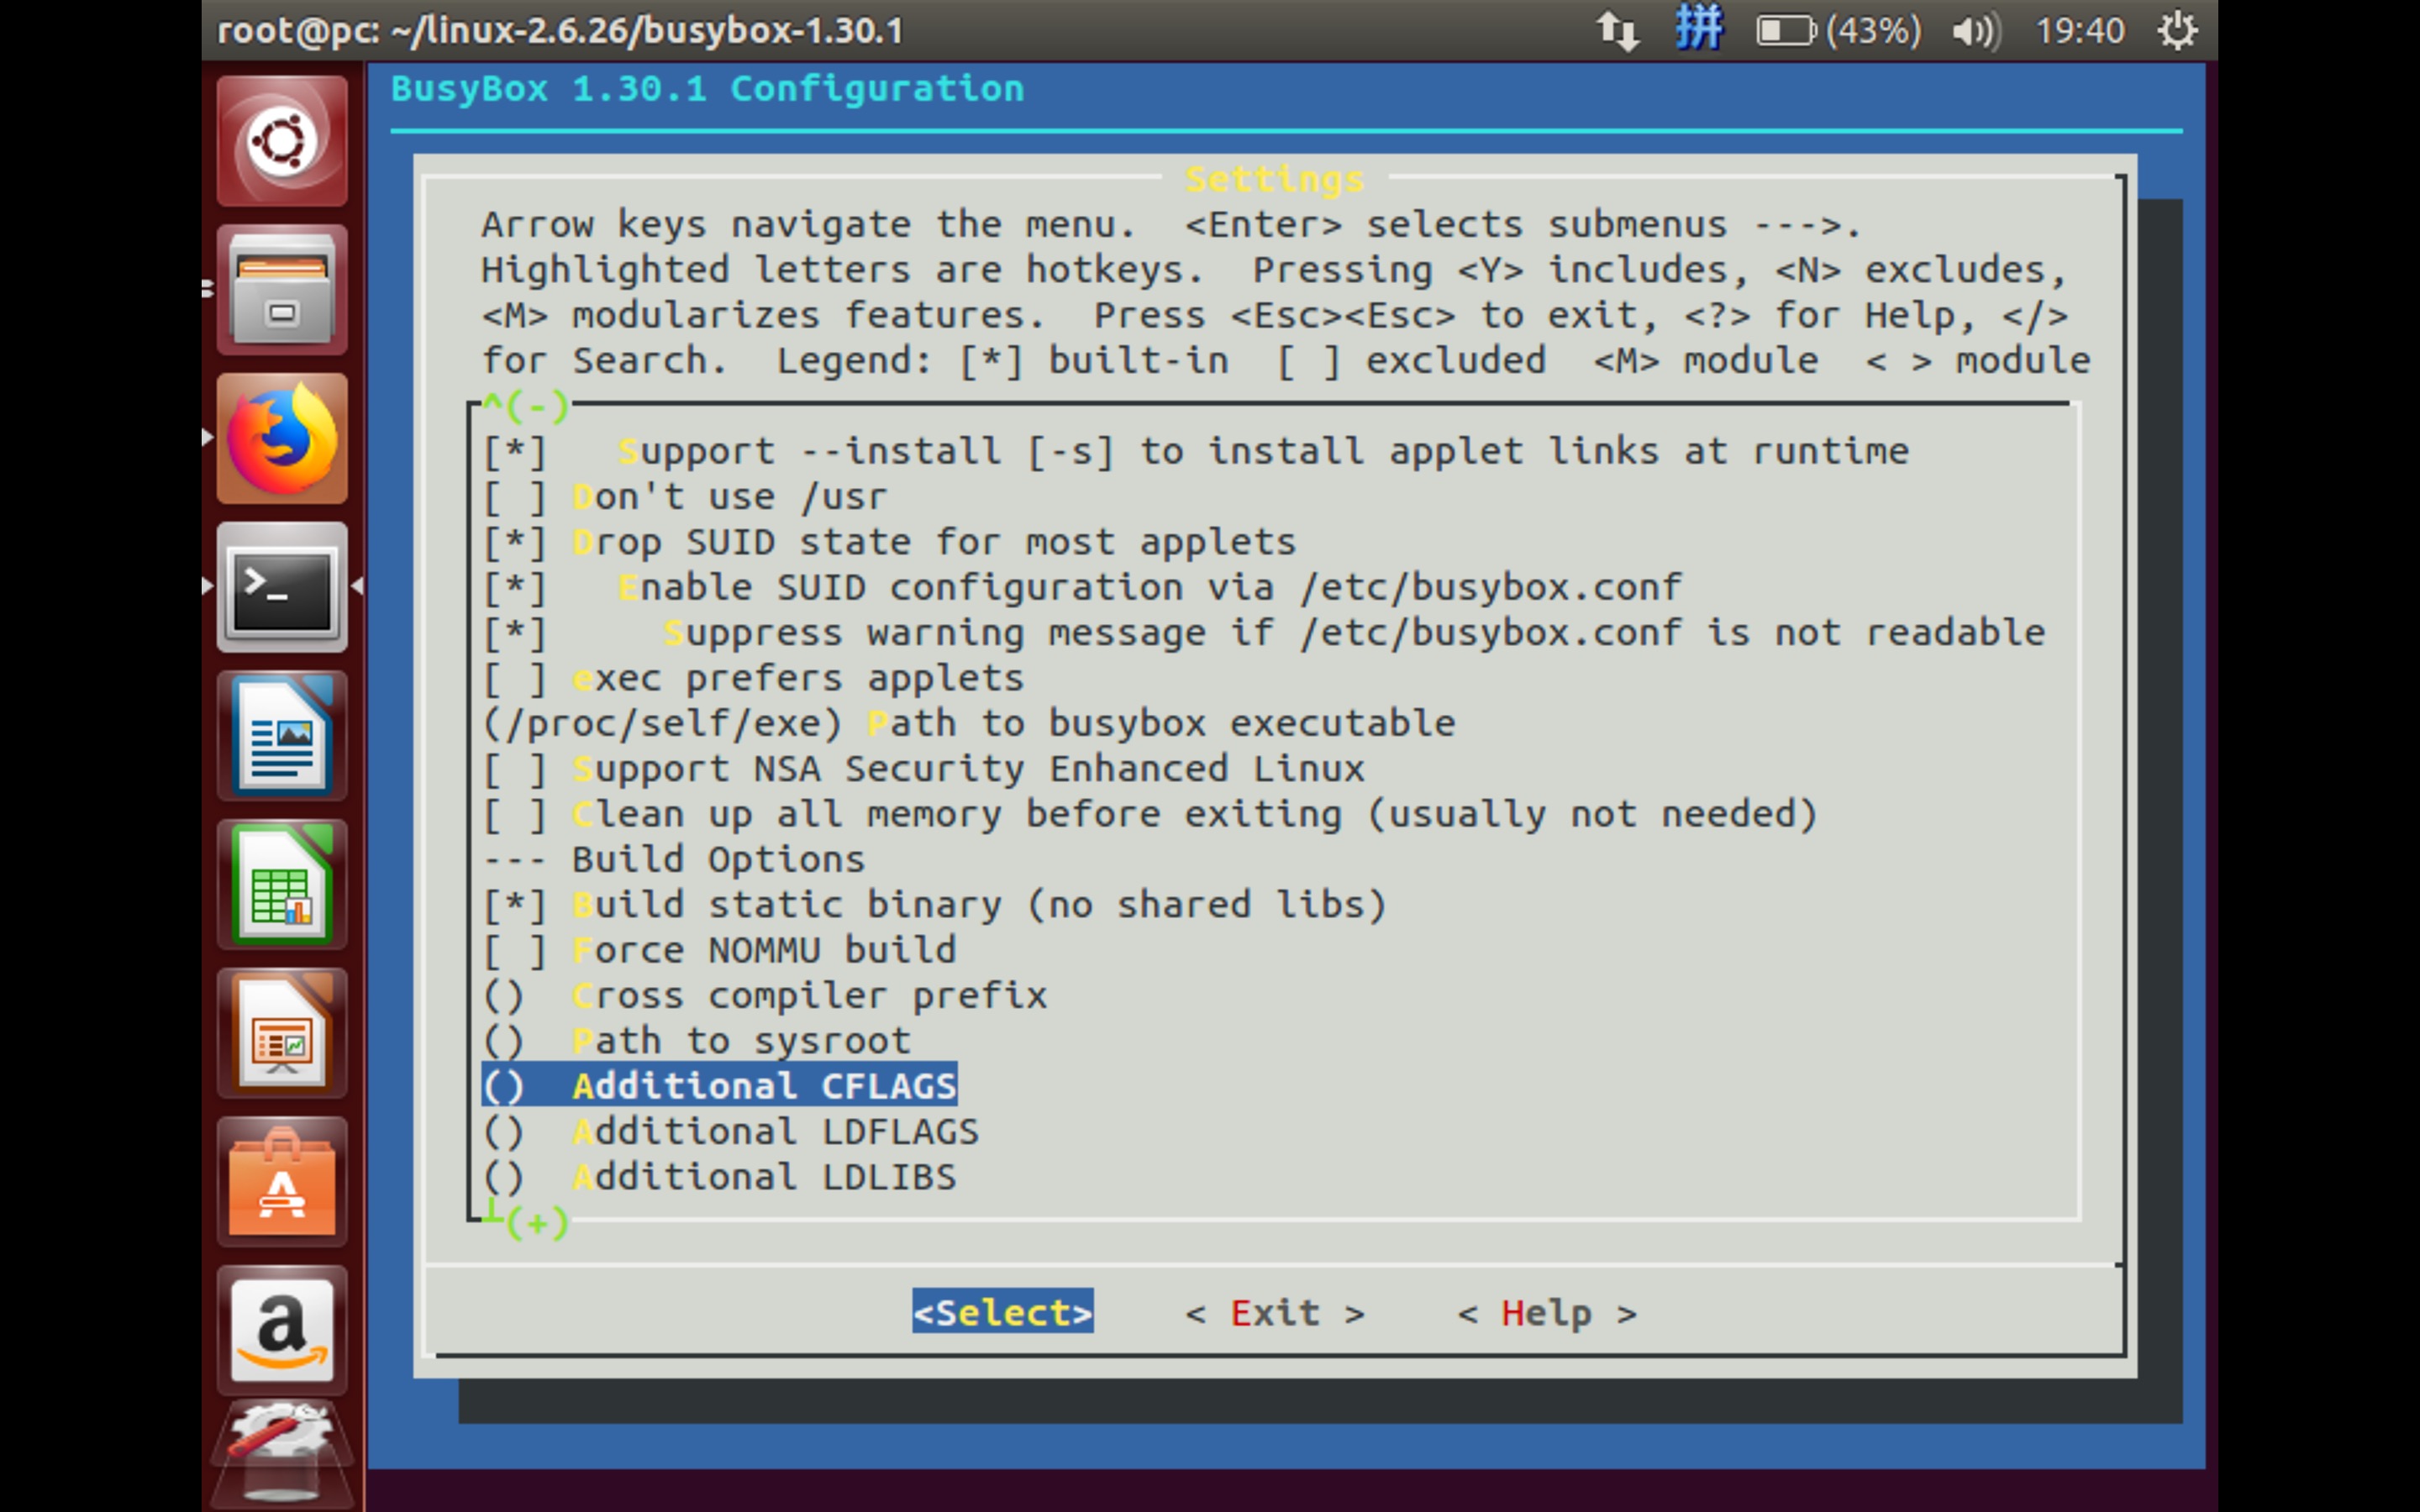 root@pc: ~/linux-2.6.26/busybox-1.30.1 拼 (43%) 19:40
BusyBox 1.30.1 Configuration
Settings
Arrow keys navigate the menu.  <Enter> selects submenus --->.
Highlighted letters are hotkeys.  Pressing <Y> includes, <N> excludes,
<M> modularizes features.  Press <Esc><Esc> to exit, <?> for Help, </>
for Search.  Legend: [*] built-in  [ ] excluded  <M> module  < > module
^(-)
[*]   Support --install [-s] to install applet links at runtime
[ ] Don't use /usr
[*] Drop SUID state for most applets
[*]   Enable SUID configuration via /etc/busybox.conf
[*]     Suppress warning message if /etc/busybox.conf is not readable
[ ] exec prefers applets
(/proc/self/exe) Path to busybox executable
[ ] Support NSA Security Enhanced Linux
[ ] Clean up all memory before exiting (usually not needed)
--- Build Options
[*] Build static binary (no shared libs)
[ ] Force NOMMU build
()  Cross compiler prefix
()  Path to sysroot
()  Additional CFLAGS
()  Additional LDFLAGS
()  Additional LDLIBS
┴(+)
<Select>    < Exit >    < Help >